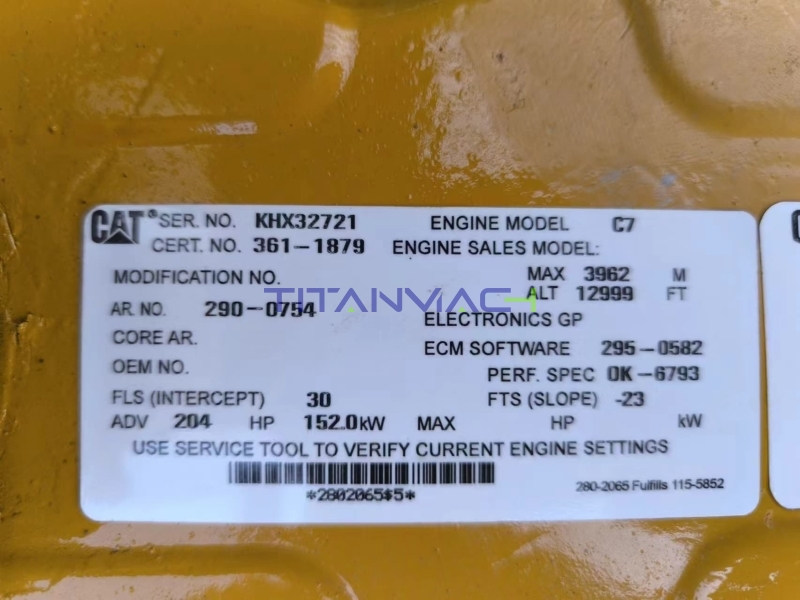 CAT® SER. NO. KHX32721 ENGINE MODEL C7
CERT. NO. 361-1879 ENGINE SALES MODEL:
MODIFICATION NO. MAX 3962 M
ALT 12999 FT
TITANMACH
AR. NO. 290-0754 ELECTRONICS GP
CORE AR. ECM SOFTWARE 295-0582
OEM NO. PERF. SPEC 0K-6793
FLS (INTERCEPT) 30 FTS (SLOPE) -23
ADV 204 HP 152.0kW MAX HP kW
USE SERVICE TOOL TO VERIFY CURRENT ENGINE SETTINGS
*2802065$5* 280-2065 Fulfills 115-5852